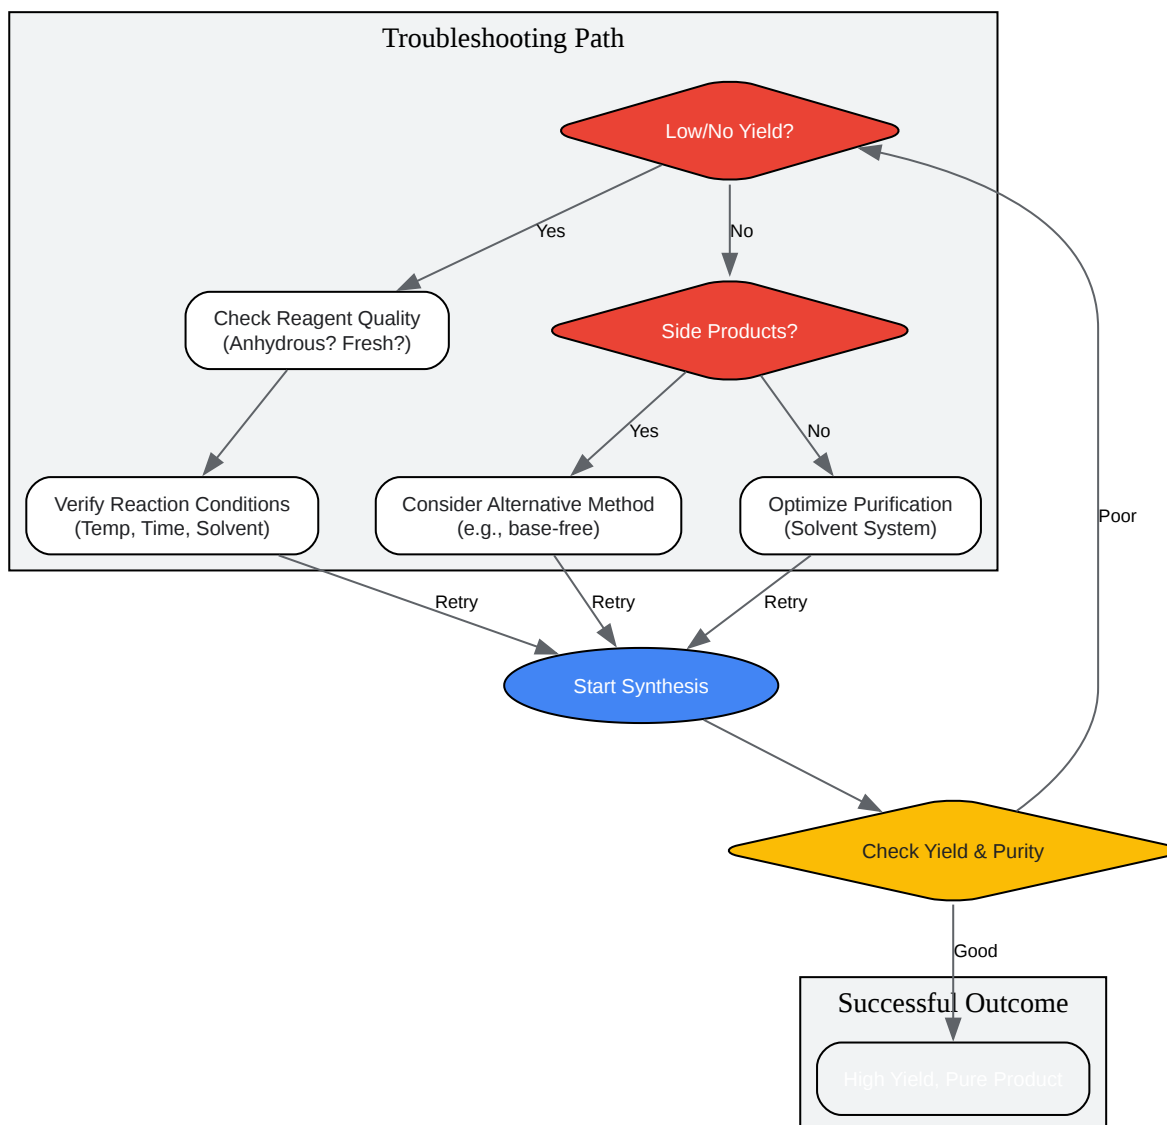 Troubleshooting Path
Low/No Yield?
Yes
No
Check Reagent Quality
(Anhydrous? Fresh?)
Side Products?
Yes
No
Verify Reaction Conditions
(Temp, Time, Solvent)
Consider Alternative Method
(e.g., base-free)
Optimize Purification
(Solvent System)
Poor
Retry
Retry
Retry
Start Synthesis
Check Yield & Purity
Good
Successful Outcome
High Yield, Pure Product